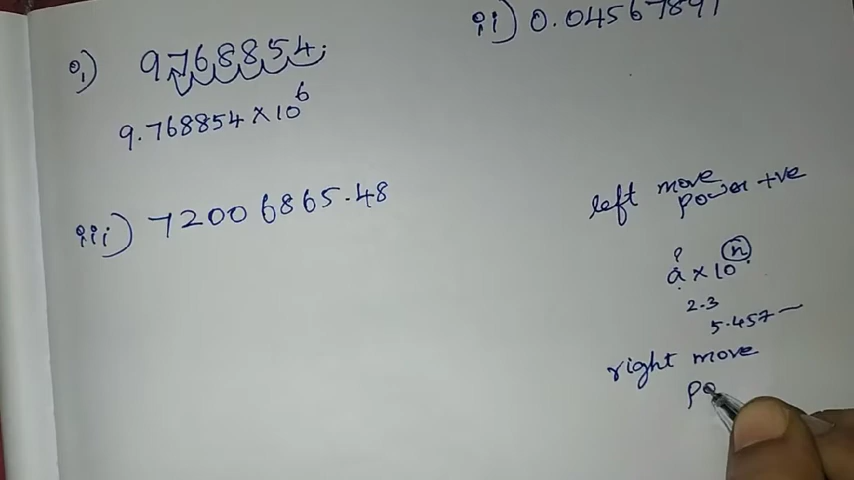 i) 9768854.
9.768854 × 10^6
ii) 0.04567891
iii) 72006865.48
left move
power +ve
a × 10^n
2.3
5.457
right move
po